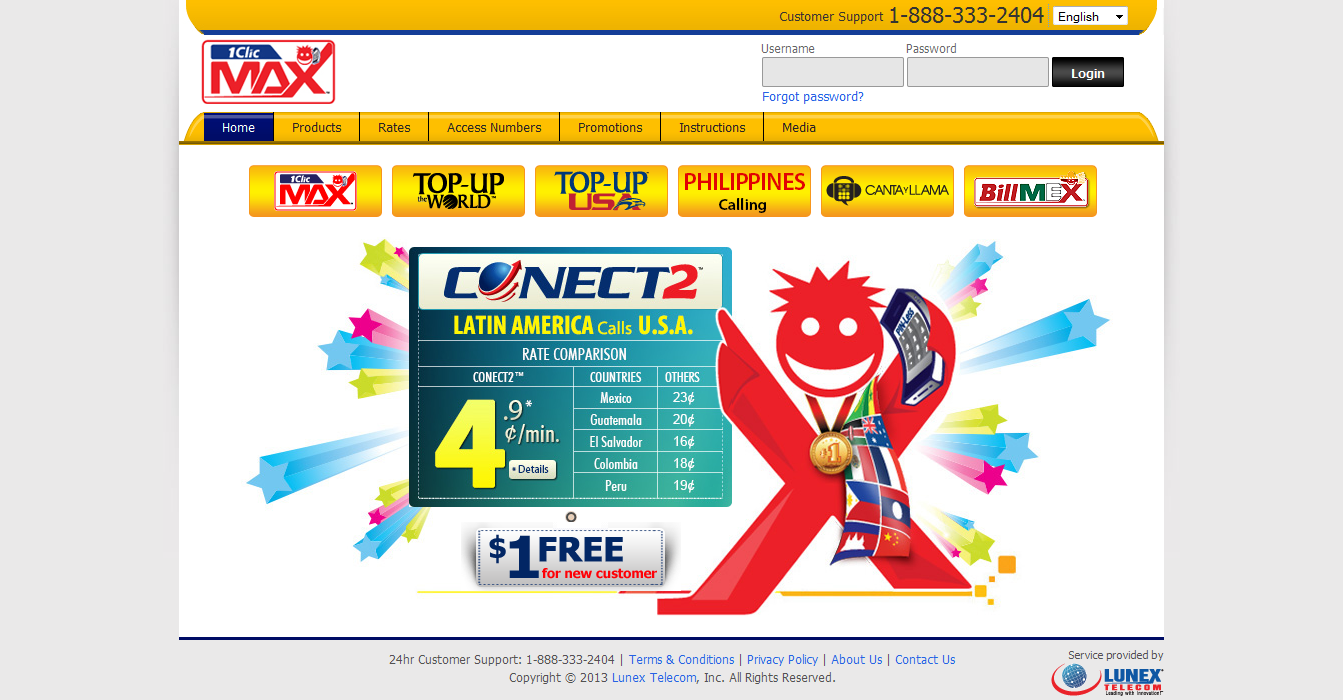 Customer Support 1-888-333-2404 English
1Clic
MAX
Username Password
Login
Forgot password?
Home Products Rates Access Numbers Promotions Instructions Media
1Clic
MAX
TOP-UP
the WORLD™
TOP-UP
USA
PHILIPPINES
Calling
CANTA Y LLAMA
BillMEX
CONECT2™
LATIN AMERICA Calls U.S.A.
RATE COMPARISON
CONECT2™ COUNTRIES OTHERS
4.9*
¢/min.
Details
Mexico 23¢
Guatemala 20¢
El Salvador 16¢
Colombia 18¢
Peru 19¢
PIN-Less
#1
$1 FREE
for new customer
24hr Customer Support: 1-888-333-2404 | Terms & Conditions | Privacy Policy | About Us | Contact Us
Copyright © 2013 Lunex Telecom, Inc. All Rights Reserved.
Service provided by
LUNEX
TELECOM
Leading with innovation!